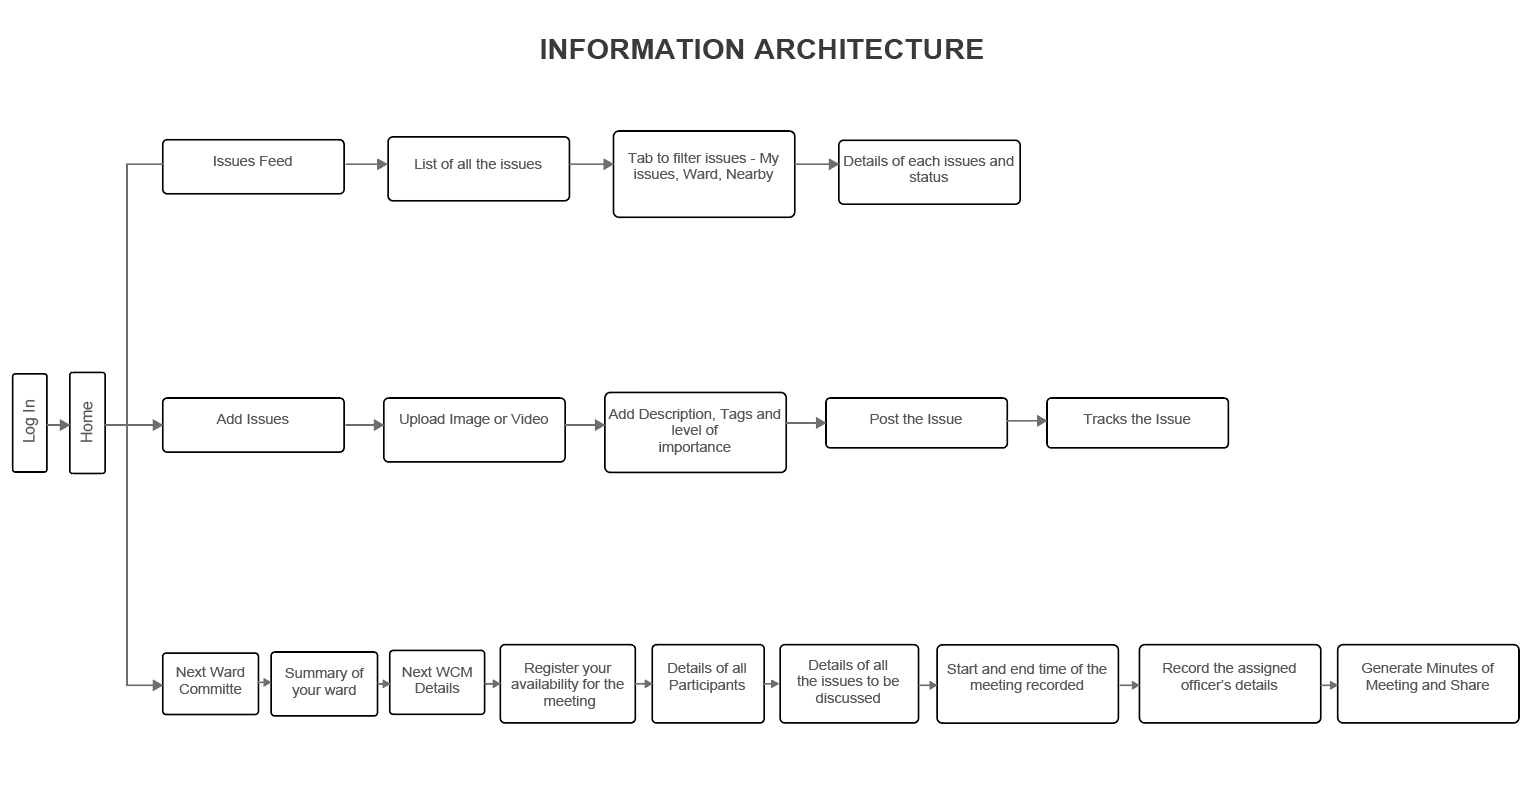 INFORMATION ARCHITECTURE
Issues Feed
List of all the issues
Tab to filter issues - My
issues, Ward, Nearby
Details of each issues and
status
Log In
Home
Add Issues
Upload Image or Video
Add Description, Tags and
level of
importance
Post the Issue
Tracks the Issue
Next Ward
Committe
Summary of
your ward
Next WCM
Details
Register your
availability for the
meeting
Details of all
Participants
Details of all
the issues to be
discussed
Start and end time of the
meeting recorded
Record the assigned
officer’s details
Generate Minutes of
Meeting and Share